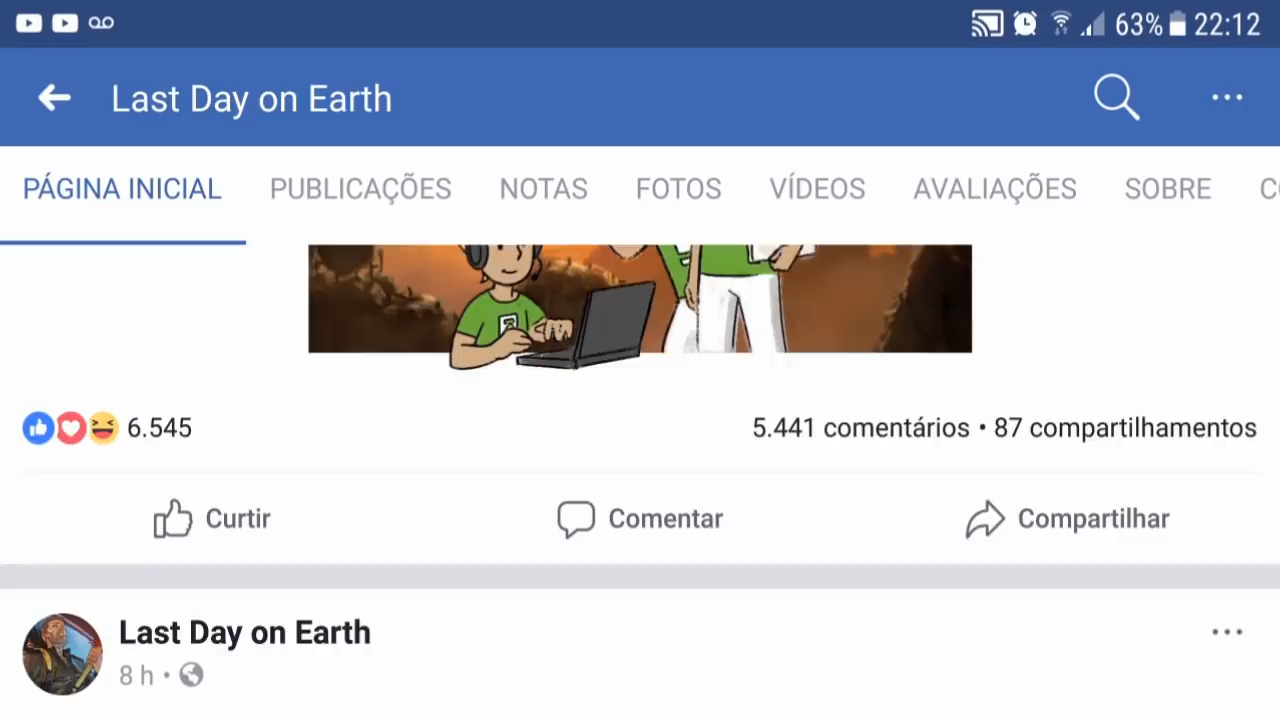 63% 22:12
Last Day on Earth
PÁGINA INICIAL PUBLICAÇÕES NOTAS FOTOS VÍDEOS AVALIAÇÕES SOBRE
6.545 5.441 comentários • 87 compartilhamentos
Curtir Comentar Compartilhar
Last Day on Earth
8 h •